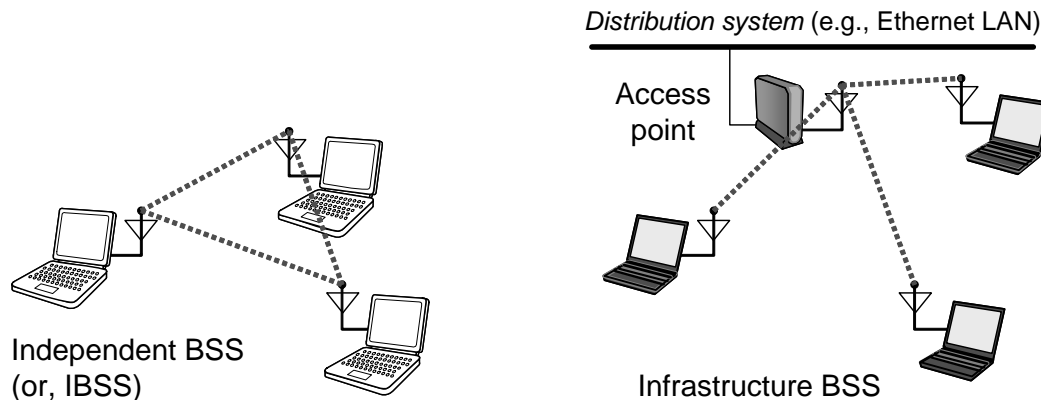 Distribution system (e.g., Ethernet LAN)
Access
point
Independent BSS
(or, IBSS)
Infrastructure BSS